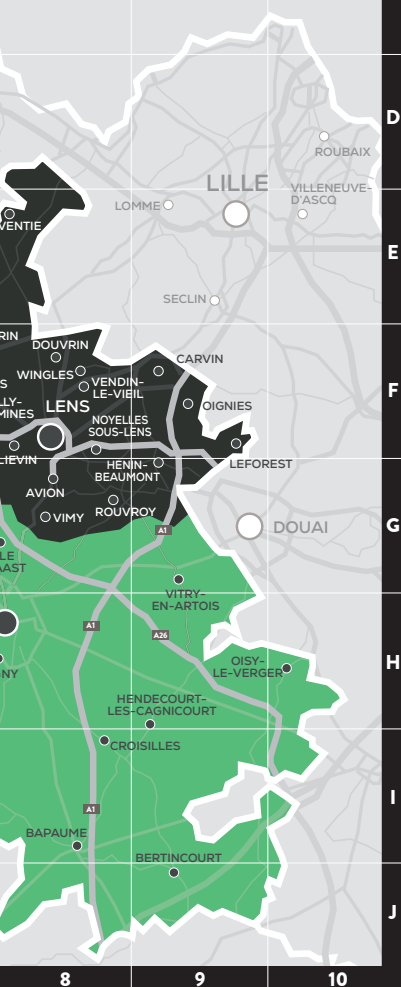 D
ROUBAIX
LILLE
VILLENEUVE-
D'ASCQ
LOMME
VENTIE
E
SECLIN
RIN
DOUVRIN
CARVIN
WINGLES
VENDIN-
LE-VIEIL
S
LY-
MINES
LENS
OIGNIES
F
NOYELLES
SOUS-LENS
LIEVIN
HENIN-
BEAUMONT
LEFOREST
AVION
ROUVROY
VIMY
G
DOUAI
A1
LE
AAST
VITRY-
EN-ARTOIS
A1
A26
OISY-
LE-VERGER
H
NY
HENDECOURT-
LES-CAGNICOURT
CROISILLES
I
A1
BAPAUME
BERTINCOURT
J
8
9
10